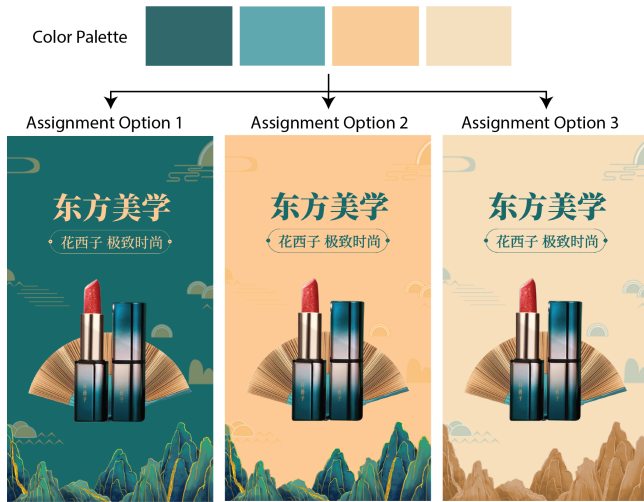 Color Palette
Assignment Option 1
Assignment Option 2
Assignment Option 3
东方美学
花西子 极致时尚
东方美学
花西子 极致时尚
东方美学
花西子 极致时尚